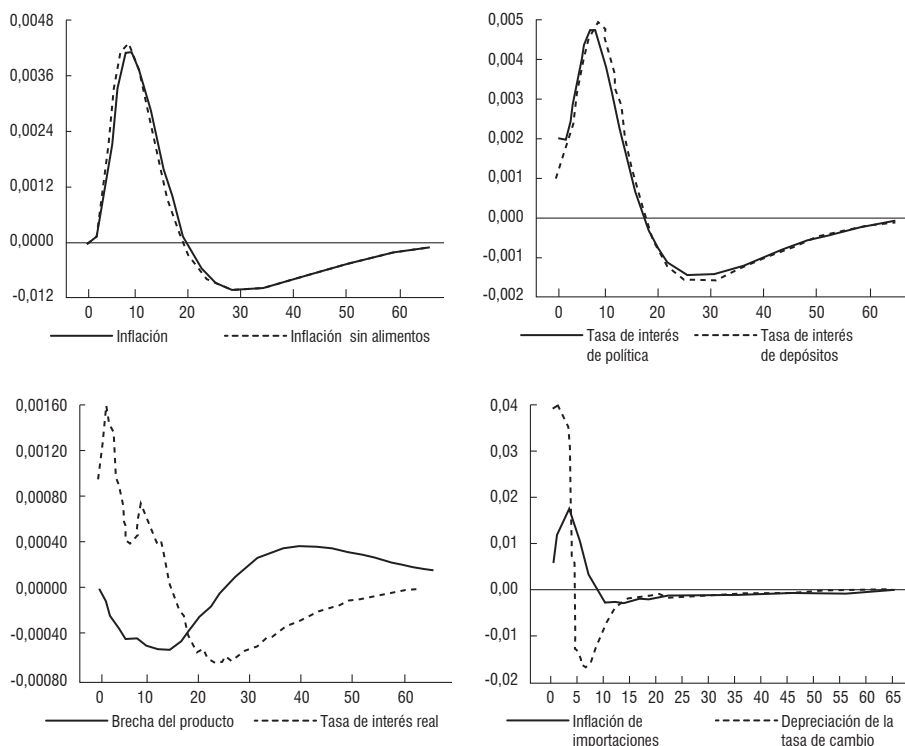 0,0048
0,0036
0,0024
0,0012
0,0000
-0,012
0 10 20 30 40 50 60
Inflación Inflación sin alimentos
0,005
0,004
0,003
0,002
0,001
0,000
-0,001
-0,002
0 10 20 30 40 50 60
Tasa de interés de política
Tasa de interés de depósitos
0,00160
0,00120
0,00080
0,00040
0,00000
-0,00040
-0,00080
0 10 20 30 40 50 60
Brecha del producto Tasa de interés real
0,04
0,03
0,02
0,01
0,00
-0,01
-0,02
0 5 10 15 20 25 30 35 40 45 50 55 60 65
Inflación de importaciones
Depreciación de la tasa de cambio